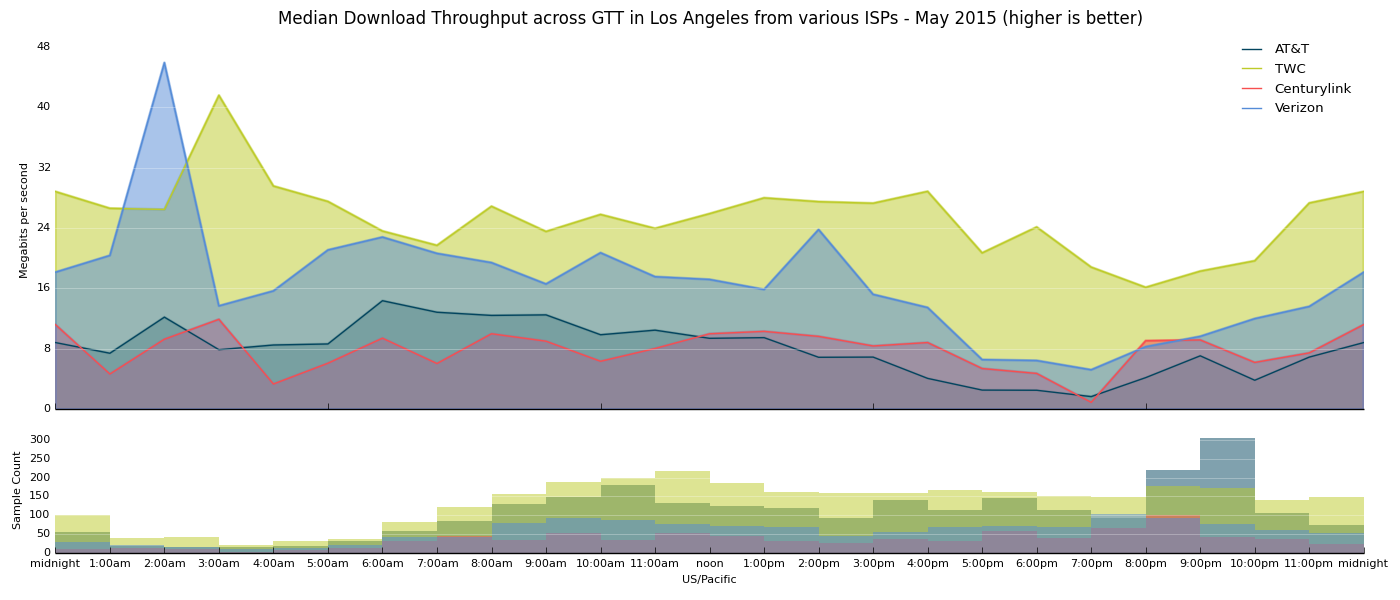 Median Download Throughput across GTT in Los Angeles from various ISPs - May 2015 (higher is better)
48
40
32
24
16
8
0
Megabits per second
AT&T
TWC
Centurylink
Verizon
300
250
200
150
100
50
0
Sample Count
midnight 1:00am 2:00am 3:00am 4:00am 5:00am 6:00am 7:00am 8:00am 9:00am 10:00am 11:00am noon 1:00pm 2:00pm 3:00pm 4:00pm 5:00pm 6:00pm 7:00pm 8:00pm 9:00pm 10:00pm 11:00pm midnight
US/Pacific